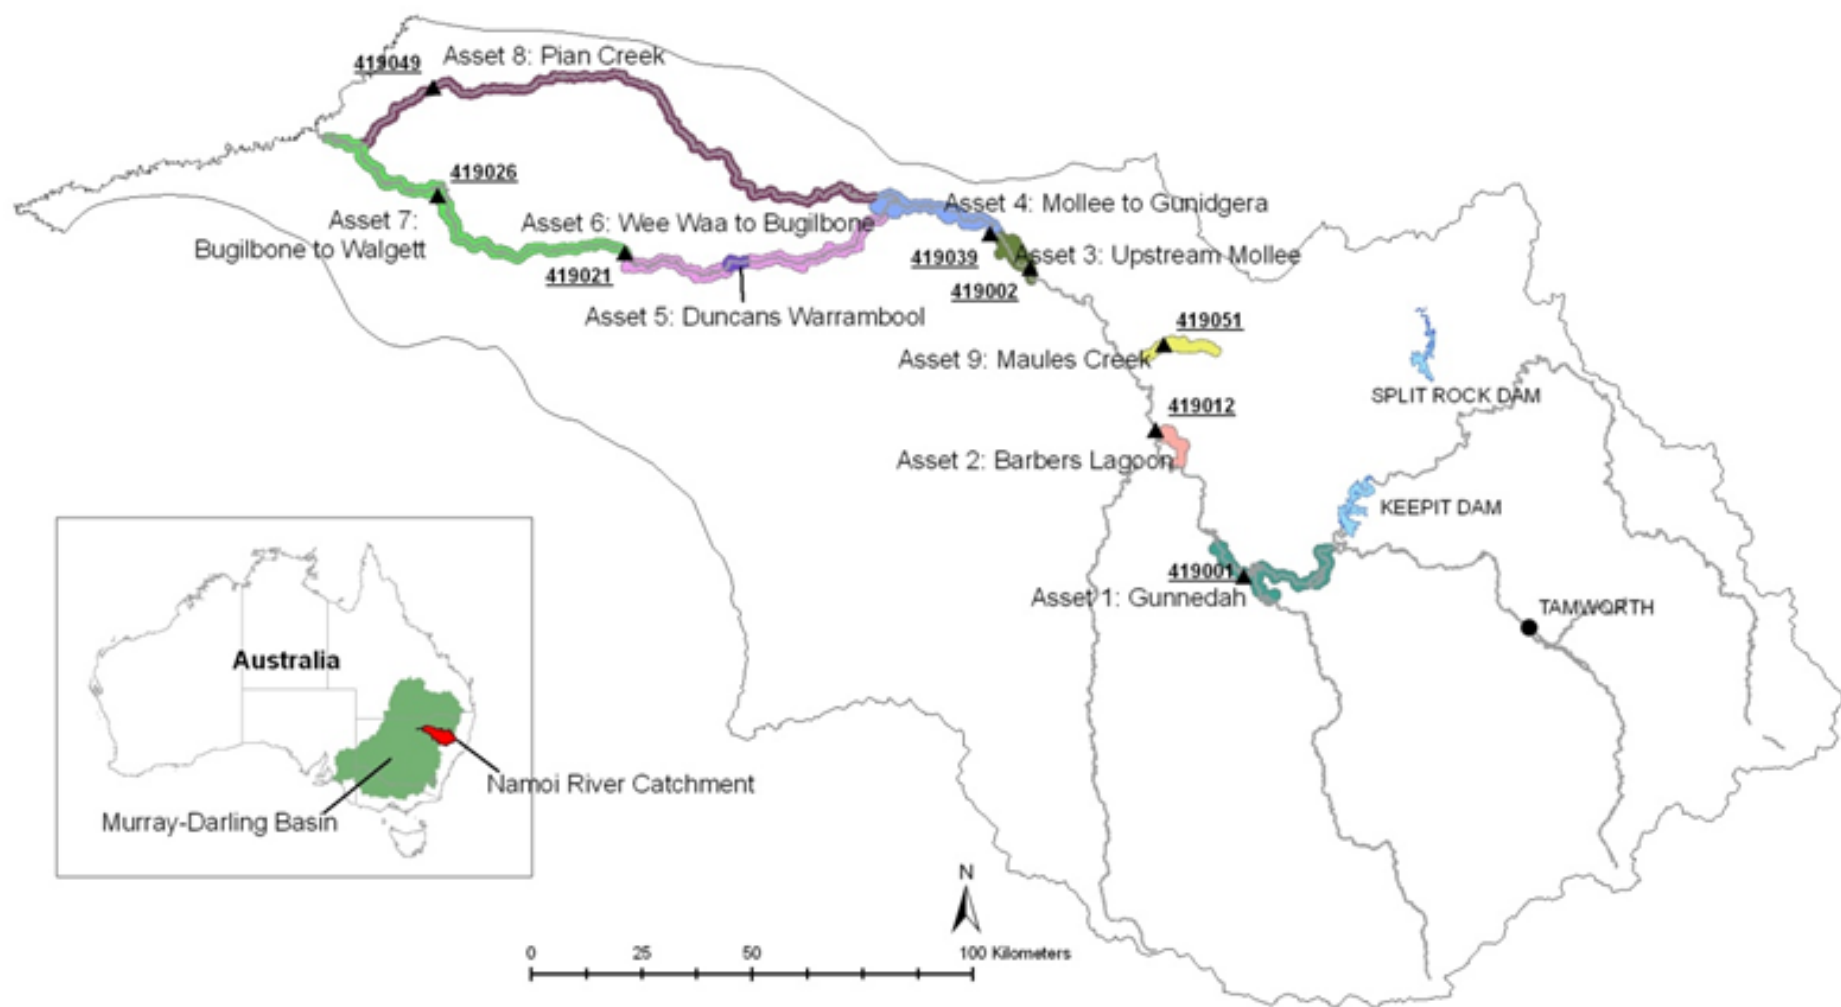 419049
Asset 8: Pian Creek
419026
Asset 7:
Bugilbone to Walgett
Asset 6: Wee Waa to Bugilbone
Asset 4: Mollee to Gunidgera
419021
419039
Asset 3: Upstream Mollee
419002
Asset 5: Duncans Warrambool
419051
Asset 9: Maules Creek
SPLIT ROCK DAM
419012
Asset 2: Barbers Lagoon
KEEPIT DAM
419001
Asset 1: Gunnedah
TAMWORTH
Australia
Namoi River Catchment
Murray-Darling Basin
N
0 25 50 100 Kilometers